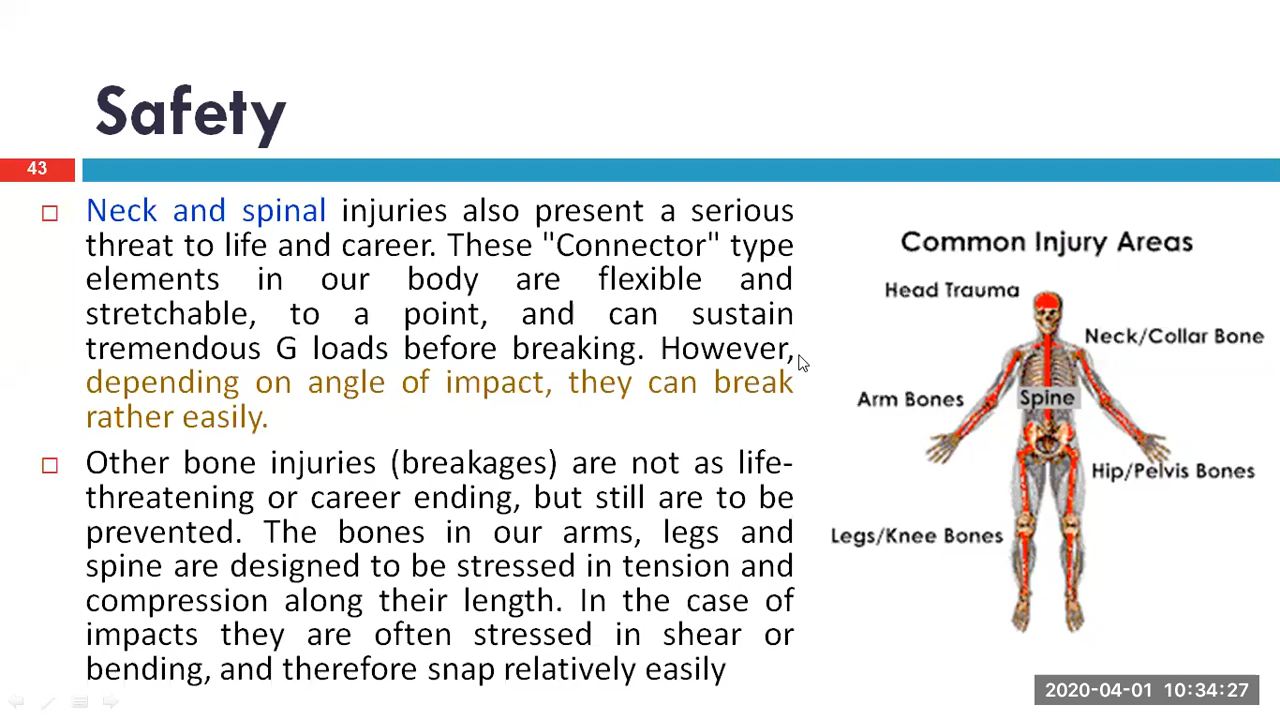 Safety
43
Neck and spinal injuries also present a serious
threat to life and career. These "Connector" type
elements in our body are flexible and
stretchable, to a point, and can sustain
tremendous G loads before breaking. However,
depending on angle of impact, they can break
rather easily.
Other bone injuries (breakages) are not as life-
threatening or career ending, but still are to be
prevented. The bones in our arms, legs and
spine are designed to be stressed in tension and
compression along their length. In the case of
impacts they are often stressed in shear or
bending, and therefore snap relatively easily
Common Injury Areas
Head Trauma
Neck/Collar Bone
Arm Bones
Spine
Hip/Pelvis Bones
Legs/Knee Bones
2020-04-01 10:34:27